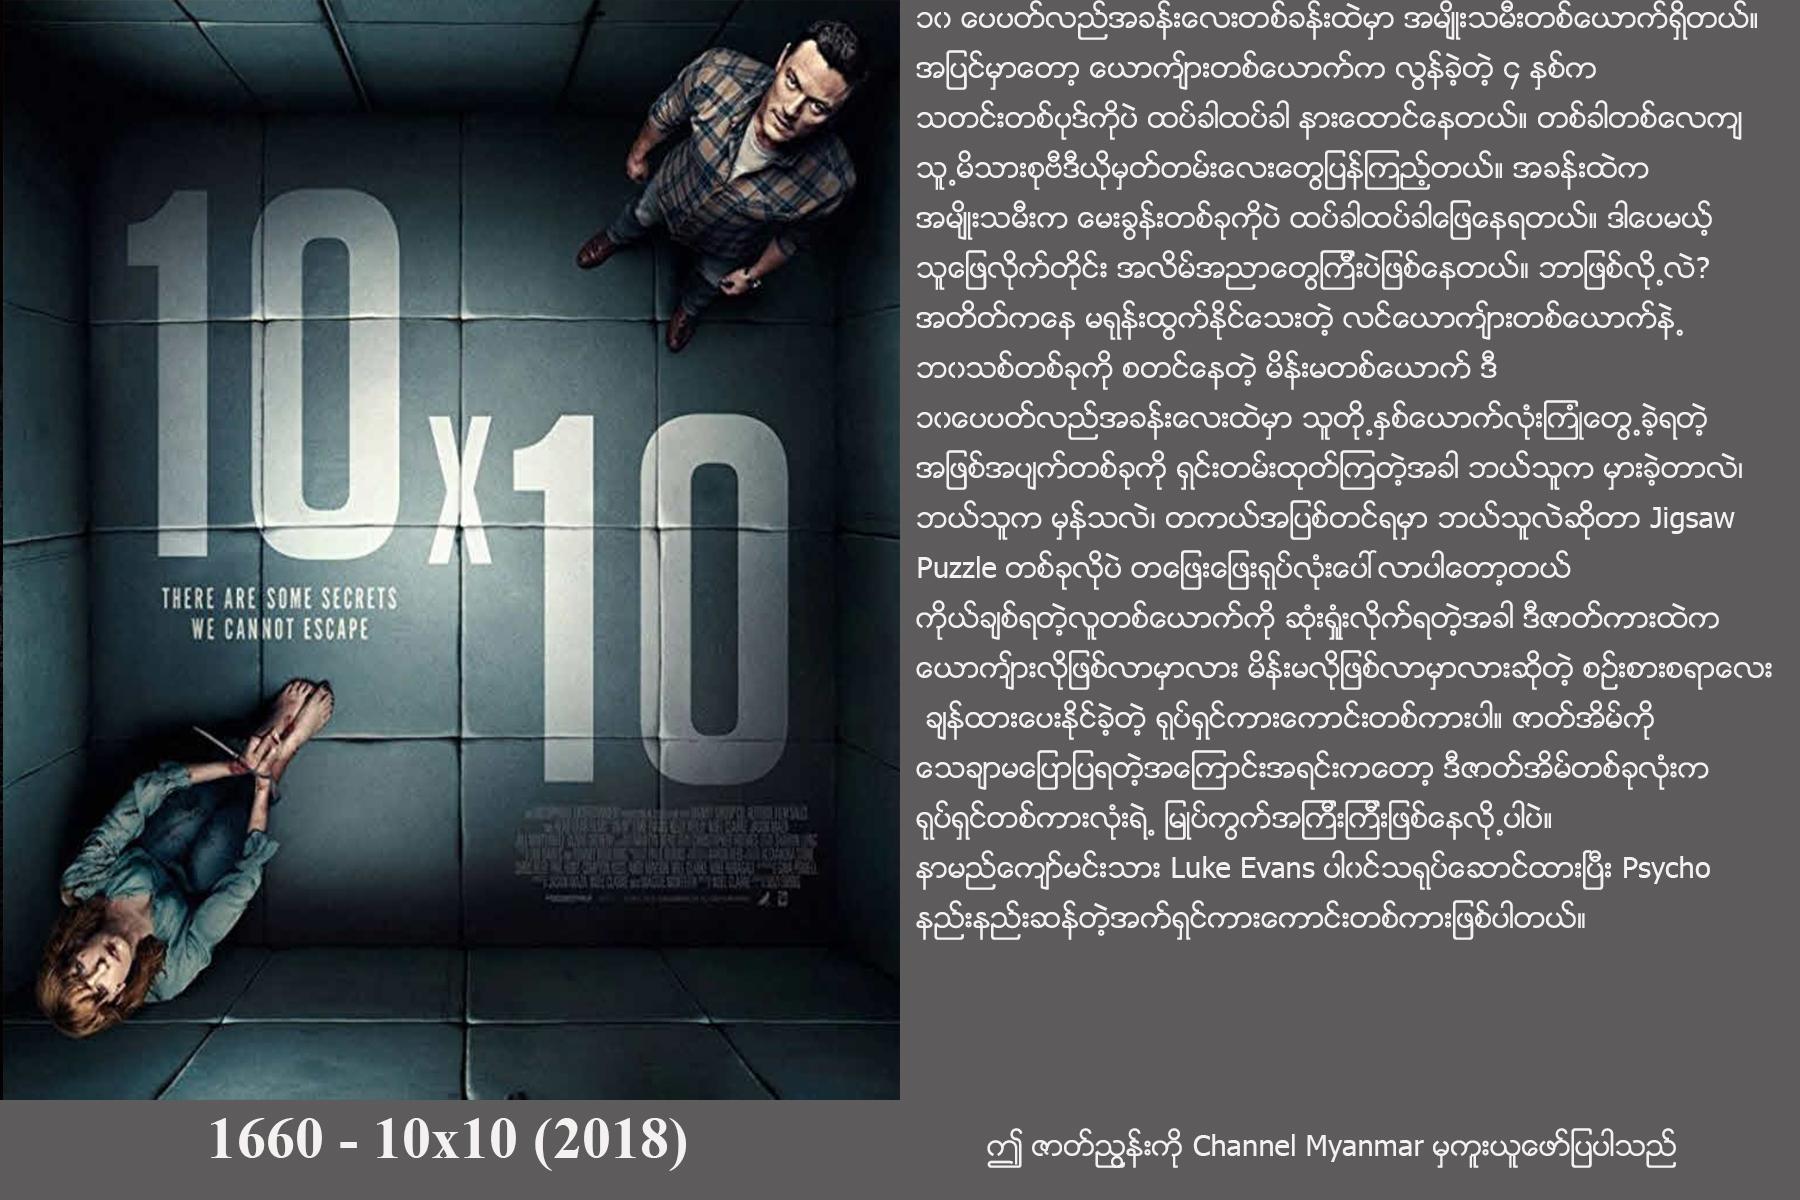 10
X
10
THERE ARE SOME SECRETS
WE CANNOT ESCAPE
1660 - 10x10 (2018)
၁၀ ပေပတ်လည်အခန်းလေးတစ်ခန်းထဲမှာ အမျိုးသမီးတစ်ယောက်ရှိတယ်။
အပြင်မှာတော့ ယောက်ျားတစ်ယောက်က လွန်ခဲ့တဲ့ ၄ နှစ်က
သတင်းတစ်ပုဒ်ကိုပဲ ထပ်ခါထပ်ခါ နားထောင်နေတယ်။ တစ်ခါတစ်လေကျ
သူ့မိသားစုဗီဒီယိုမှတ်တမ်းလေးတွေပြန်ကြည့်တယ်။ အခန်းထဲက
အမျိုးသမီးက မေးခွန်းတစ်ခုကိုပဲ ထပ်ခါထပ်ခါဖြေနေရတယ်။ ဒါပေမယ့်
သူဖြေလိုက်တိုင်း အလိမ်အညာတွေကြီးပဲဖြစ်နေတယ်။ ဘာဖြစ်လို့လဲ?
အတိတ်ကနေ မရုန်းထွက်နိုင်သေးတဲ့ လင်ယောက်ျားတစ်ယောက်နဲ့
ဘဝသစ်တစ်ခုကို စတင်နေတဲ့ မိန်းမတစ်ယောက် ဒီ
၁၀ပေပတ်လည်အခန်းလေးထဲမှာ သူတို့နှစ်ယောက်လုံးကြုံတွေ့ခဲ့ရတဲ့
အဖြစ်အပျက်တစ်ခုကို ရှင်းတမ်းထုတ်ကြတဲ့အခါ ဘယ်သူက မှားခဲ့တာလဲ၊
ဘယ်သူက မှန်သလဲ၊ တကယ်အပြစ်တင်ရမှာ ဘယ်သူလဲဆိုတာ Jigsaw
Puzzle တစ်ခုလိုပဲ တဖြေးဖြေးရုပ်လုံးပေါ်လာပါတော့တယ်
ကိုယ်ချစ်ရတဲ့လူတစ်ယောက်ကို ဆုံးရှုံးလိုက်ရတဲ့အခါ ဒီဇာတ်ကားထဲက
ယောက်ျားလိုဖြစ်လာမှာလား မိန်းမလိုဖြစ်လာမှာလားဆိုတဲ့ စဉ်းစားစရာလေး
ချန်ထားပေးနိုင်ခဲ့တဲ့ ရုပ်ရှင်ကားကောင်းတစ်ကားပါ။ ဇာတ်အိမ်ကို
သေချာမပြောပြရတဲ့အကြောင်းအရင်းကတော့ ဒီဇာတ်အိမ်တစ်ခုလုံးက
ရုပ်ရှင်တစ်ကားလုံးရဲ့ မြုပ်ကွက်အကြီးကြီးဖြစ်နေလို့ပါပဲ။
နာမည်ကျော်မင်းသား Luke Evans ပါဝင်သရုပ်ဆောင်ထားပြီး Psycho
နည်းနည်းဆန်တဲ့အက်ရှင်ကားကောင်းတစ်ကားဖြစ်ပါတယ်။
ဤ ဇာတ်ညွှန်းကို Channel Myanmar မှကူးယူဖော်ပြပါသည်